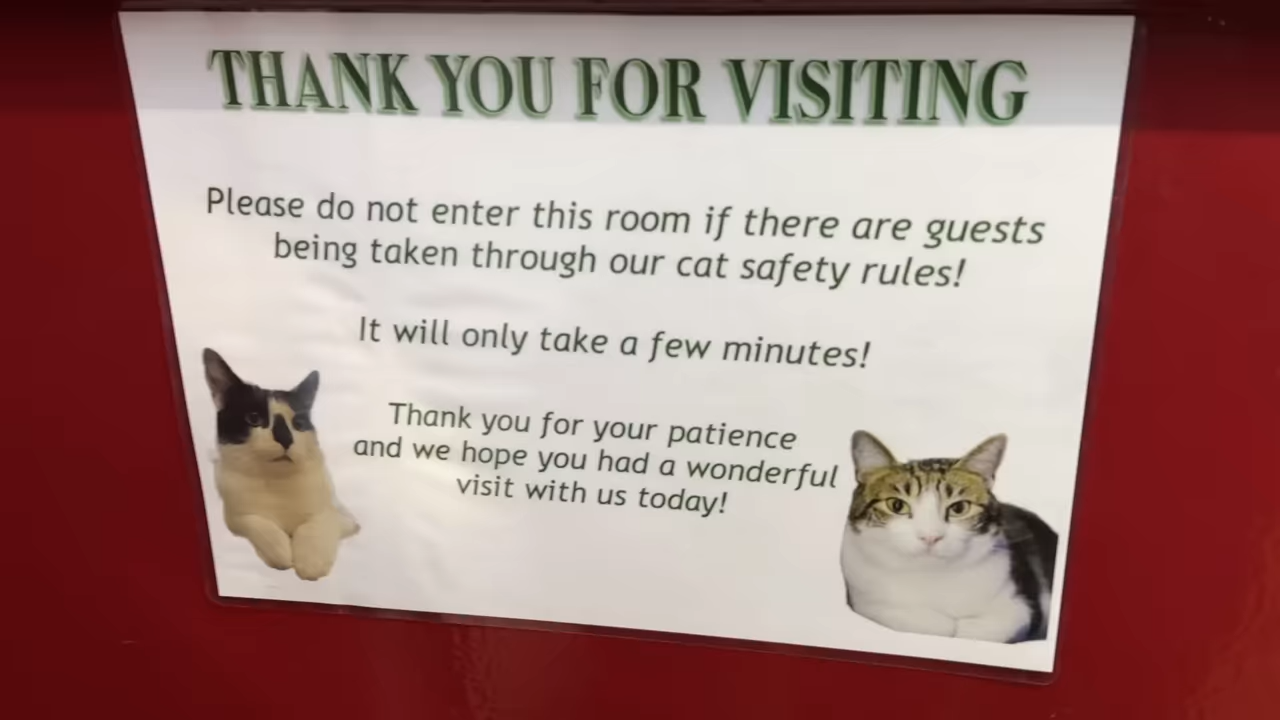 THANK YOU FOR VISITING
Please do not enter this room if there are guests
being taken through our cat safety rules!
It will only take a few minutes!
Thank you for your patience
and we hope you had a wonderful
visit with us today!